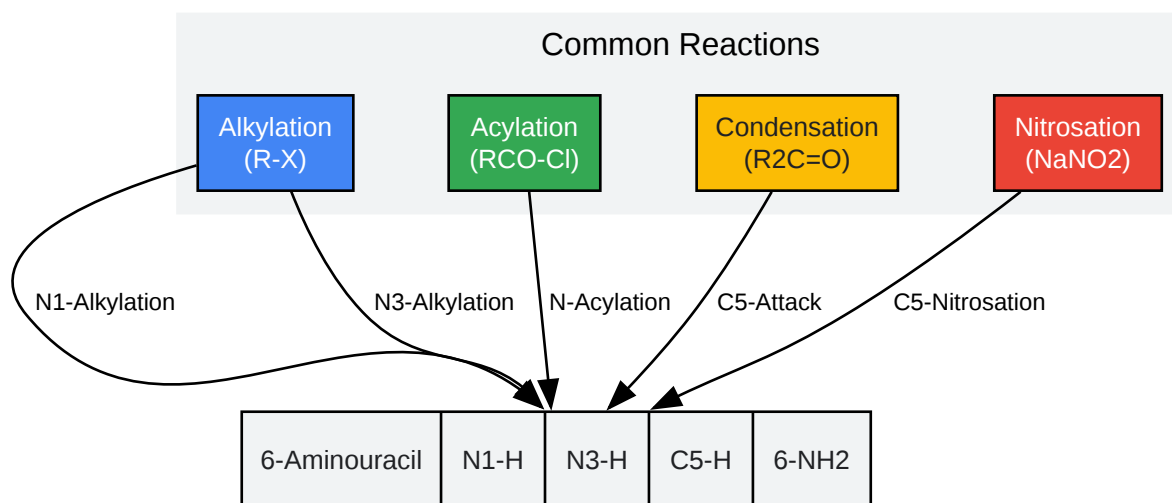 Common Reactions
Alkylation
(R-X)
Acylation
(RCO-Cl)
Condensation
(R2C=O)
Nitrosation
(NaNO2)
N1-Alkylation
N3-Alkylation
N-Acylation
C5-Attack
C5-Nitrosation
6-Aminouracil
N1-H
N3-H
C5-H
6-NH2